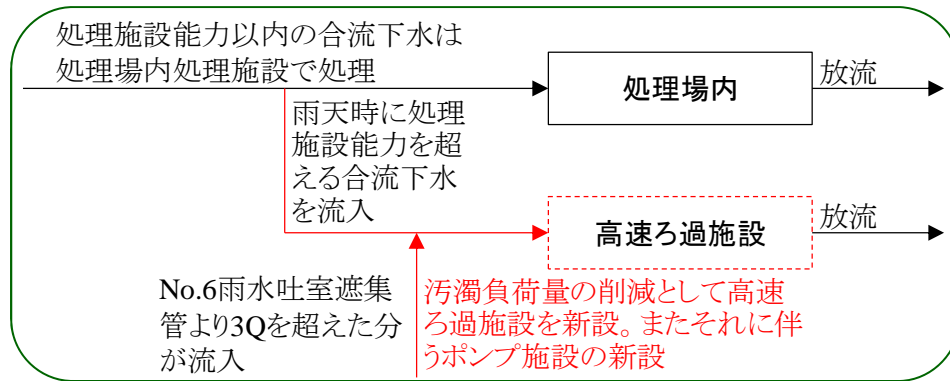 処理施設能力以内の合流下水は
処理場内処理施設で処理
処理場内
放流
雨天時に処理
施設能力を超
える合流下水
を流入
高速ろ過施設
放流
No.6雨水吐室遮集
管より3Qを超えた分
が流入
汚濁負荷量の削減として高速
ろ過施設を新設。またそれに伴
うポンプ施設の新設